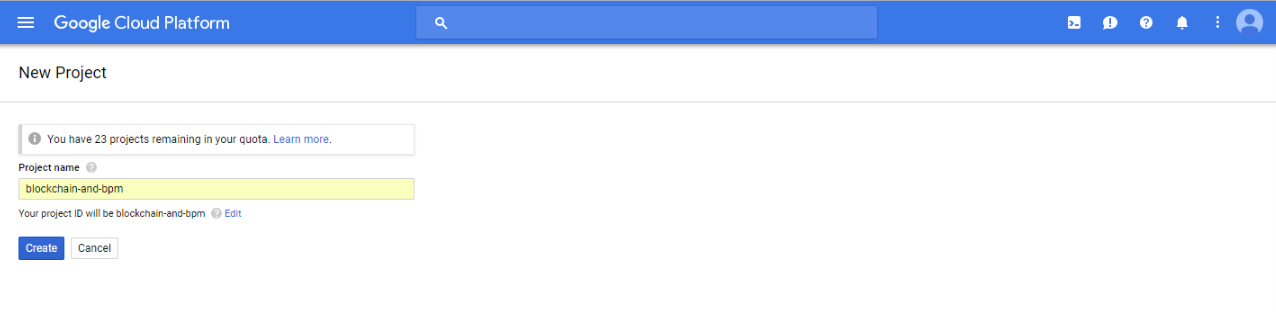 Google Cloud Platform
New Project
You have 23 projects remaining in your quota. Learn more.
Project name
blockchain-and-bpm
Your project ID will be blockchain-and-bpm Edit
Create Cancel